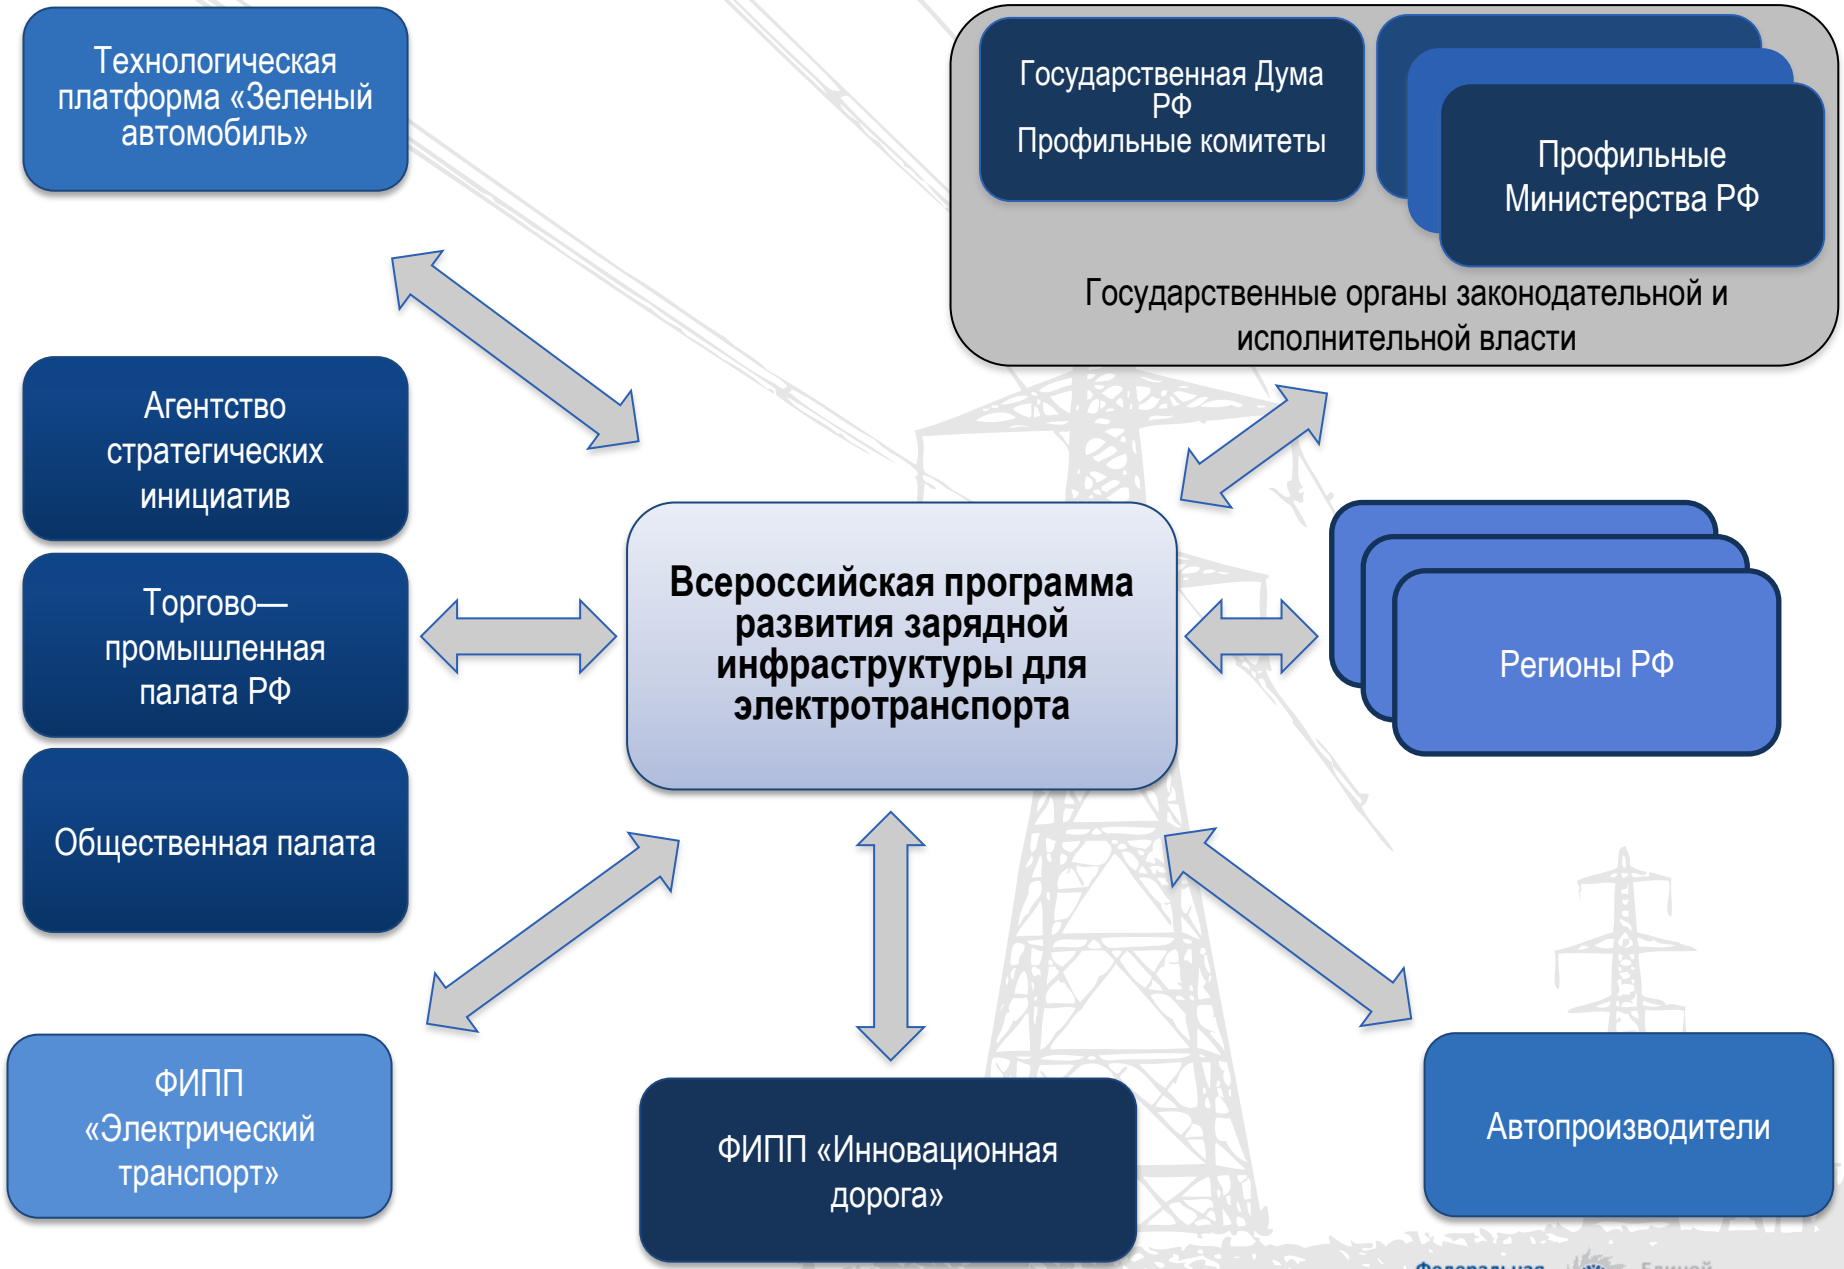 Технологическая
платформа «Зеленый
автомобиль»
Государственная Дума
РФ
Профильные комитеты
Профильные
Министерства РФ
Государственные органы законодательной и
исполнительной власти
Агентство
стратегических
инициатив
Торгово—
промышленная
палата РФ
Общественная палата
Всероссийская программа
развития зарядной
инфраструктуры для
электротранспорта
Регионы РФ
ФИПП
«Электрический
транспорт»
ФИПП «Инновационная
дорога»
Автопроизводители
Федеральная
Единой